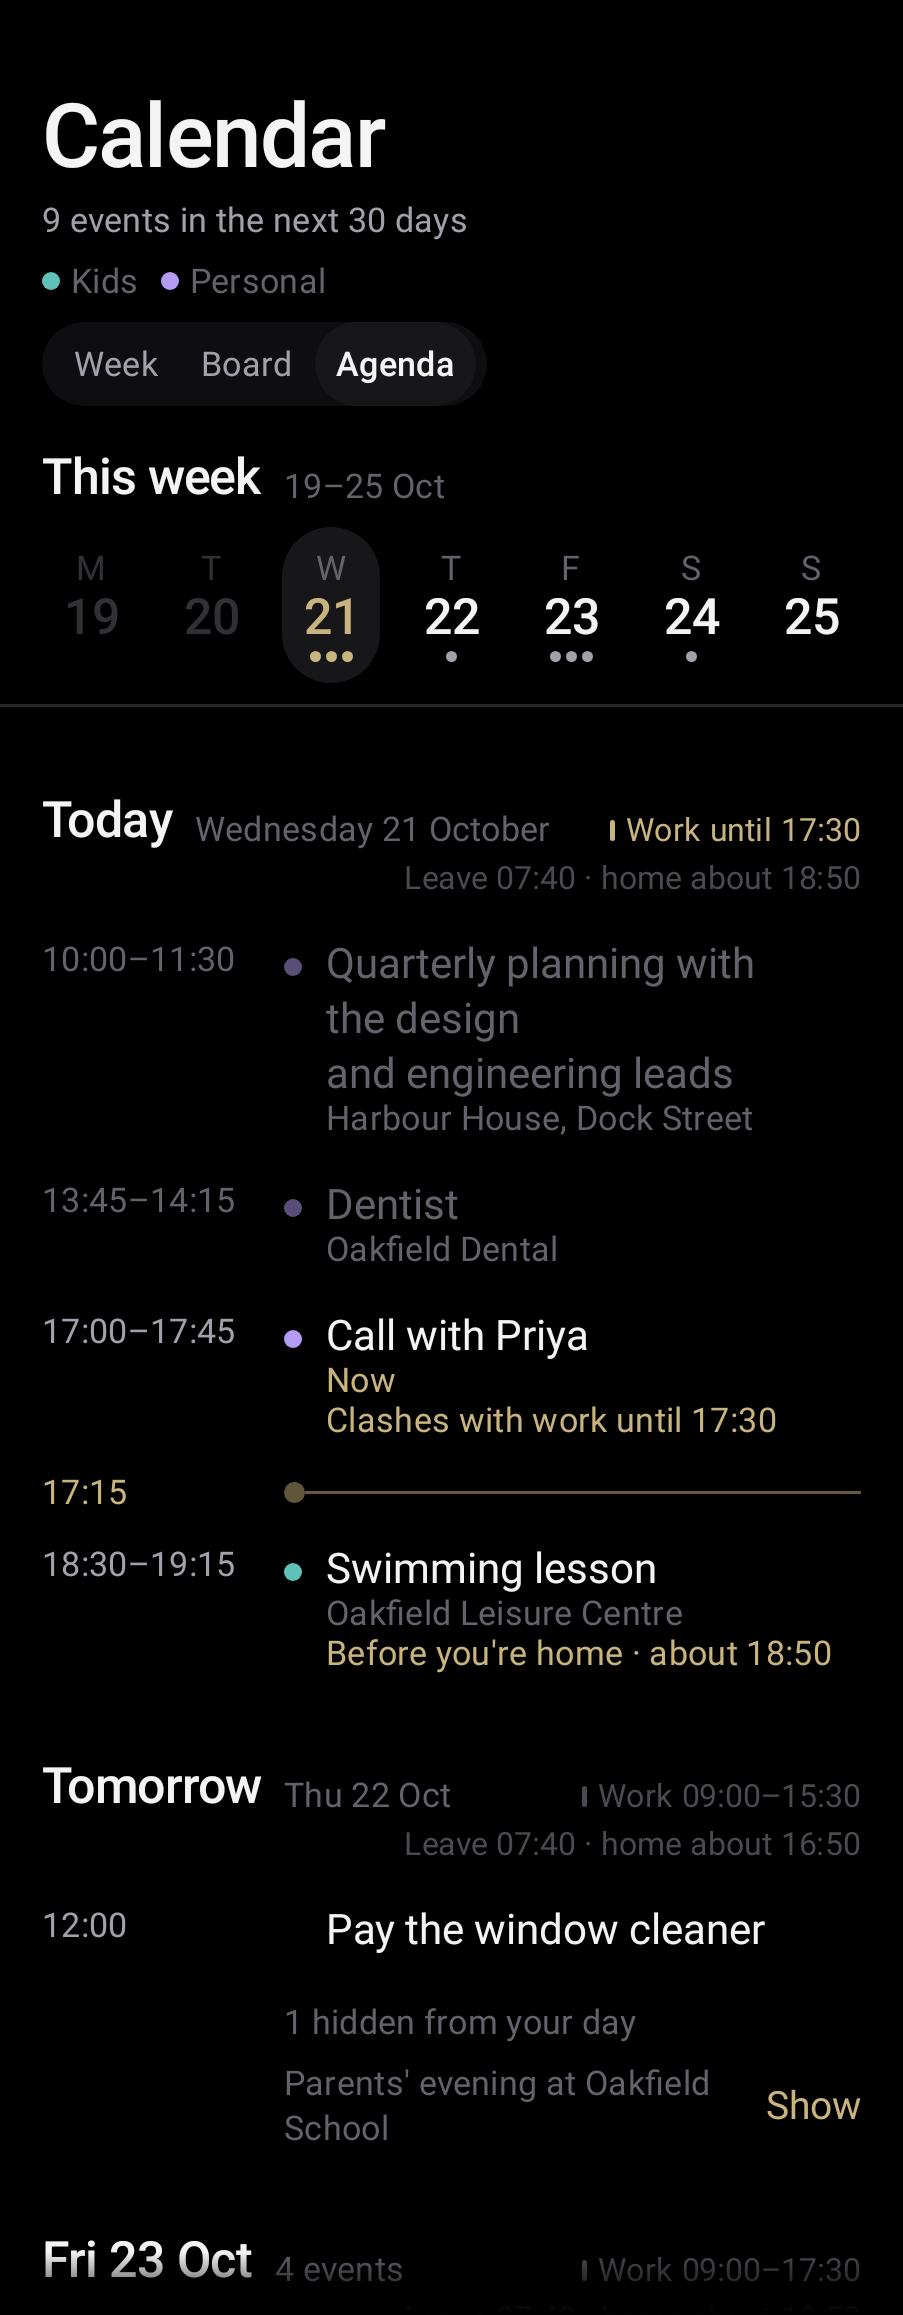 Calendar
9 events in the next 30 days
Kids Personal
Week Board Agenda
This week 19–25 Oct
M T W T F S S
19 20 21 22 23 24 25
Today Wednesday 21 October Work until 17:30
Leave 07:40 · home about 18:50
10:00–11:30 Quarterly planning with
the design
and engineering leads
Harbour House, Dock Street
13:45–14:15 Dentist
Oakfield Dental
17:00–17:45 Call with Priya
Now
Clashes with work until 17:30
17:15
18:30–19:15 Swimming lesson
Oakfield Leisure Centre
Before you're home · about 18:50
Tomorrow Thu 22 Oct Work 09:00–15:30
Leave 07:40 · home about 16:50
12:00 Pay the window cleaner
1 hidden from your day
Parents' evening at Oakfield
School
Show
Fri 23 Oct 4 events Work 09:00–17:30